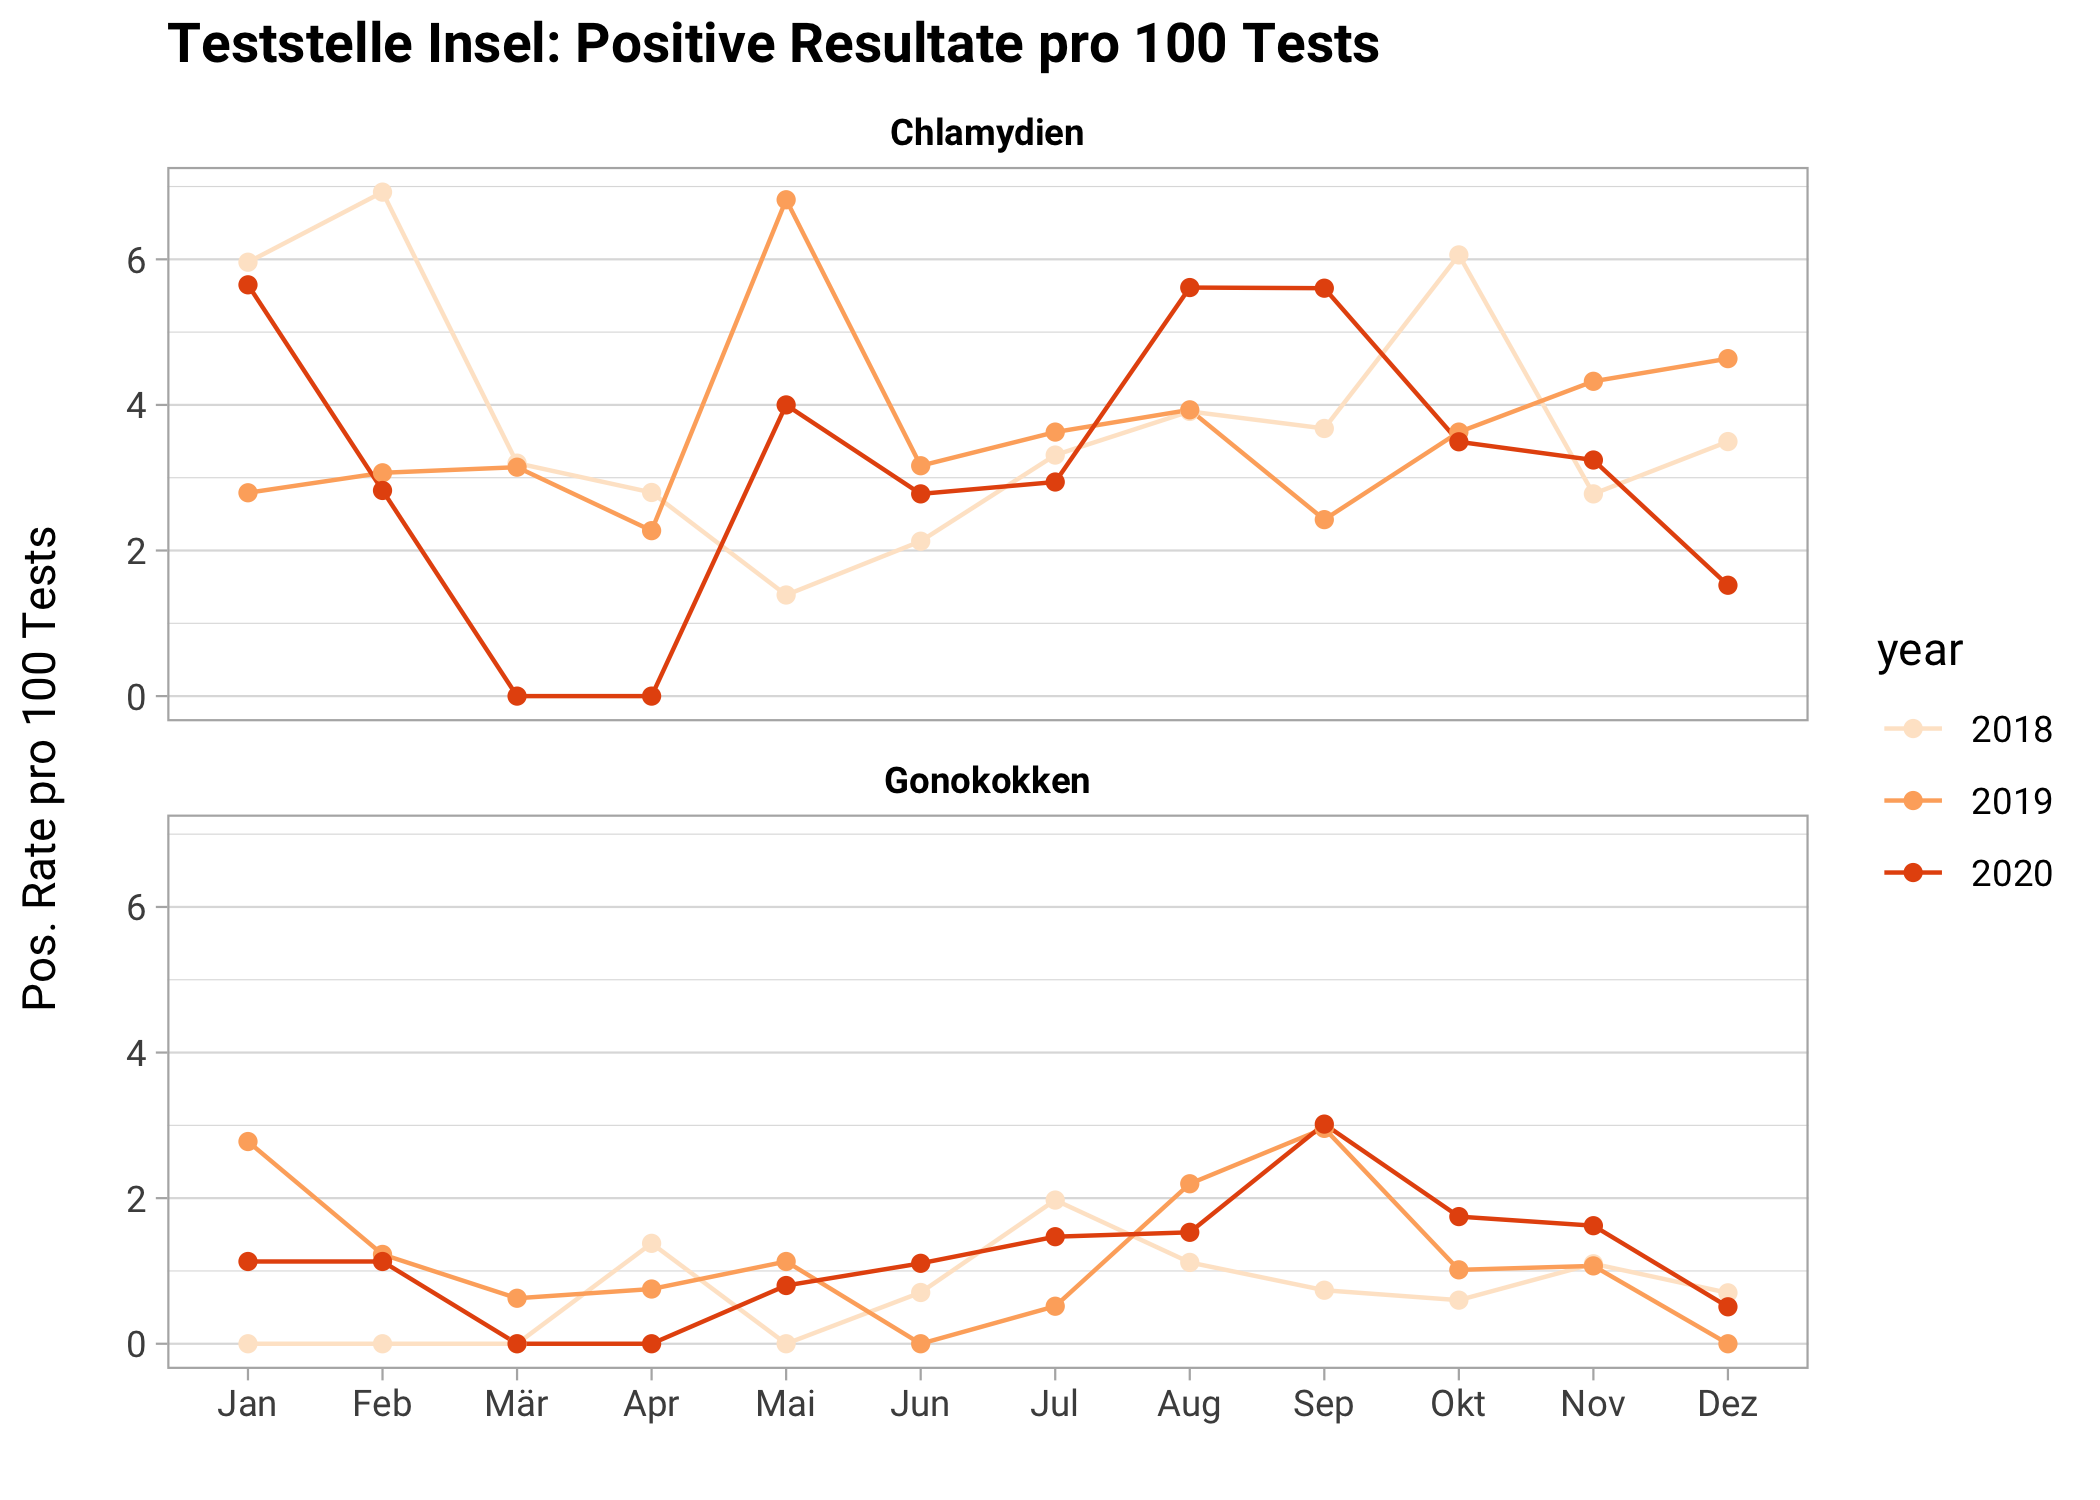 Teststelle Insel: Positive Resultate pro 100 Tests
Chlamydien
6
4
2
0
Gonokokken
6
4
2
0
Jan Feb Mär Apr Mai Jun Jul Aug Sep Okt Nov Dez
Pos. Rate pro 100 Tests
year
2018
2019
2020